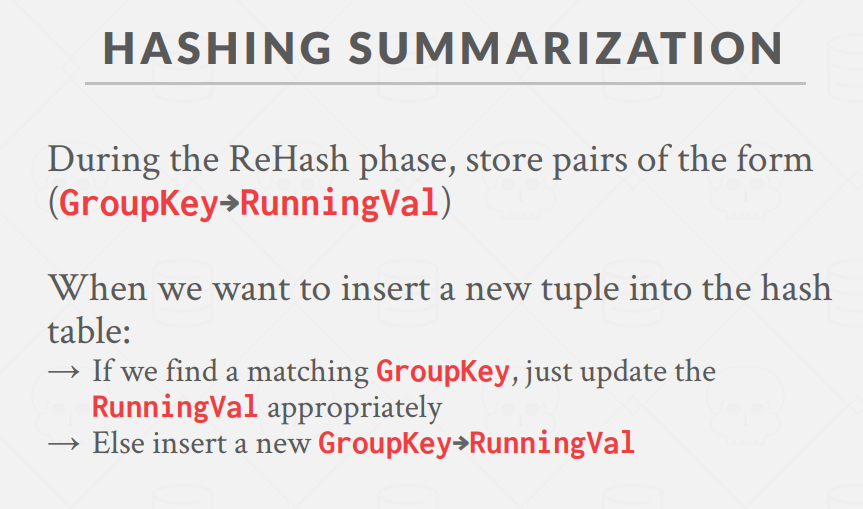 HASHING SUMMARIZATION
During the ReHash phase, store pairs of the form
(GroupKey→RunningVal)
When we want to insert a new tuple into the hash
table:
→ If we find a matching GroupKey, just update the
RunningVal appropriately
→ Else insert a new GroupKey→RunningVal